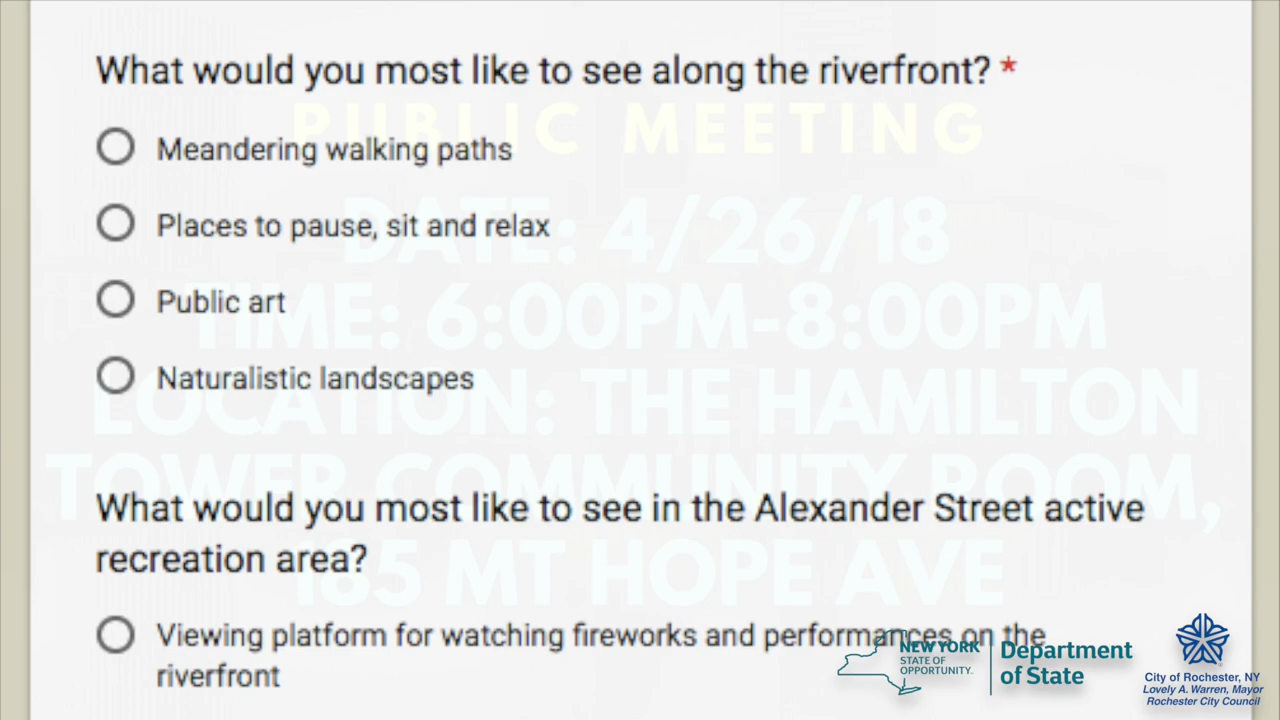 What would you most like to see along the riverfront? *
PUBLIC MEETING
Meandering walking paths
Places to pause, sit and relax
DATE: 4/26/18
Public art
TIME: 6:00PM-8:00PM
Naturalistic landscapes
LOCATION: THE HAMILTON
TOWER COMMUNITY ROOM,
What would you most like to see in the Alexander Street active
recreation area?
185 MT HOPE AVE
Viewing platform for watching fireworks and performances on the
riverfront
NEW YORK
STATE OF
OPPORTUNITY.
Department
of State
City of Rochester, NY
Lovely A. Warren, Mayor
Rochester City Council